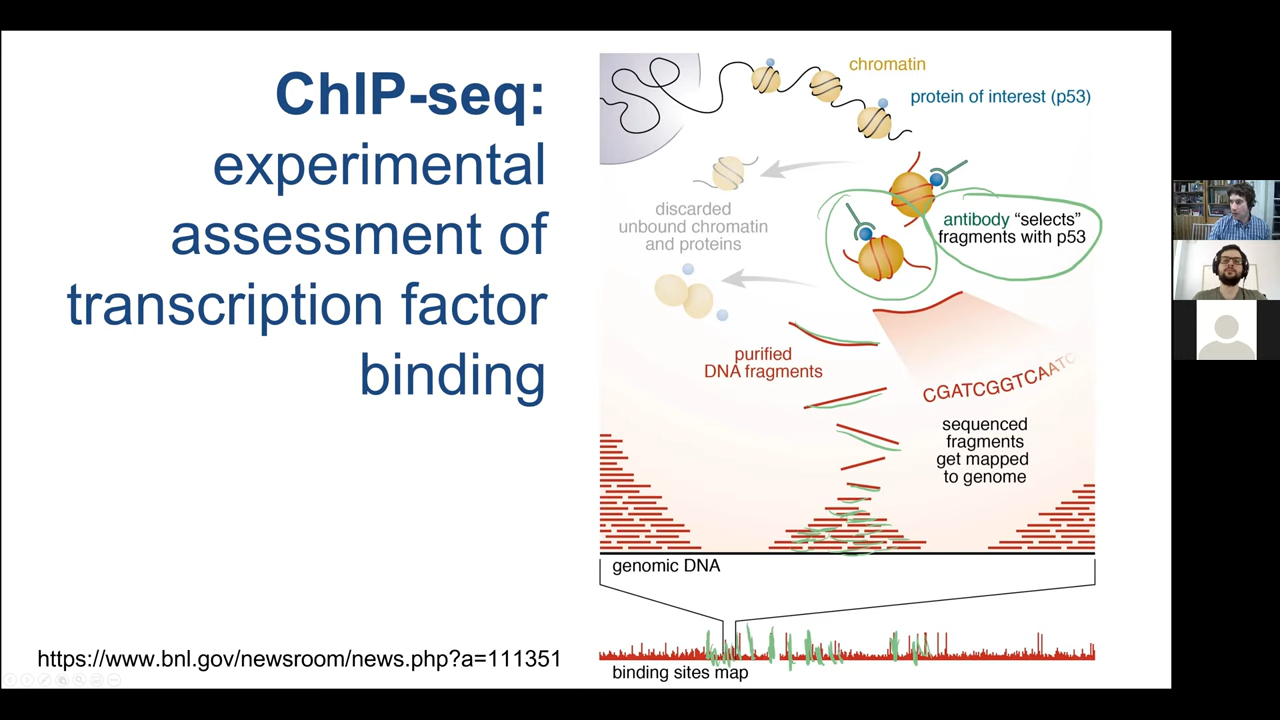 ChIP-seq:
experimental
assessment of
transcription factor
binding
chromatin
protein of interest (p53)
discarded
unbound chromatin
and proteins
antibody “selects”
fragments with p53
purified
DNA fragments
CGATCGGTCAATC
sequenced
fragments
get mapped
to genome
genomic DNA
binding sites map
https://www.bnl.gov/newsroom/news.php?a=111351